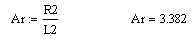 Ar := R2/L2    Ar = 3.382